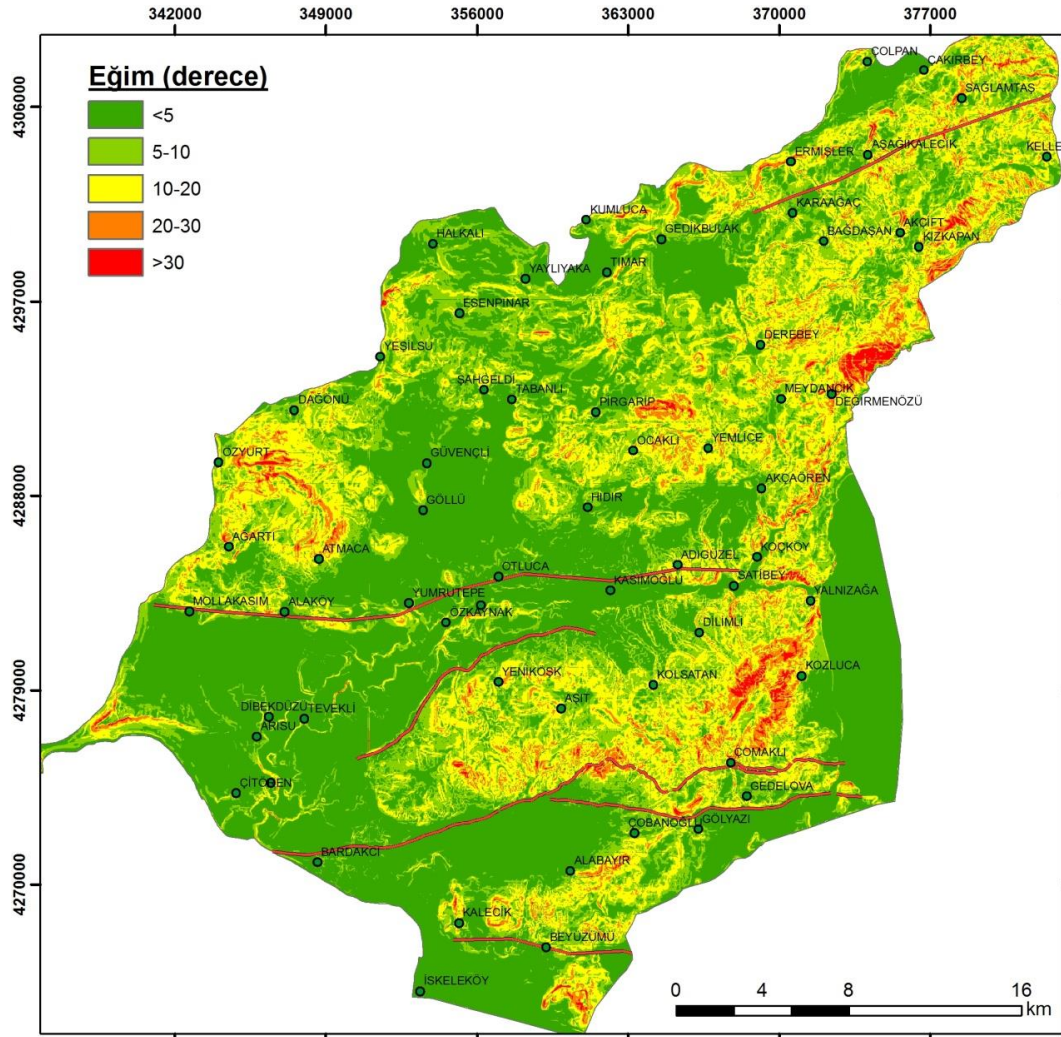 342000 349000 356000 363000 370000 377000
Eğim (derece)
<5
5-10
10-20
20-30
>30
4306000
4297000
4288000
4279000
4270000
ÇOLPAN
ÇAKIRBEY
SAĞLAMTAŞ
ERMİŞLER
AŞAĞIKALECİK
KELLE
KARAAĞAÇ
KUMLUCA
AKÇİFT
HALKALI
GEDİKBULAK
BAĞDAŞAN
KIZKAPAN
YAYLIYAKA
TIMAR
ESENPINAR
DEREBEY
YEŞİLSU
ŞAHGELDİ
TABANLI
MEYDANCIK
DEĞİRMENÖZÜ
DAĞÖNÜ
PİRGARİP
OCAKLI
YEMLİCE
ÖZYURT
GÜVENÇLİ
AKÇAÖREN
GÖLLÜ
HIDIR
AĞARTI
ATMACA
KOÇKÖY
OTLUCA
ADIGÜZEL
KASIMOĞLU
SATIBEY
MOLLAKASIM
ALAKÖY
YUMRUTEPE
YALNIZAĞA
ÖZKAYNAK
DİLİMLİ
YENİKÖŞK
KOLSATAN
KOZLUCA
AŞIT
DİBEKDÜZÜ
TEVEKLİ
ARISU
ÇOMAKLI
ÇİTÖREN
GEDELOVA
ÇOBANOĞLU
GÖLYAZI
BARDAKÇI
ALABAYIR
KALECİK
BEYÜZÜMÜ
İSKELEKÖY
0 4 8 16
km